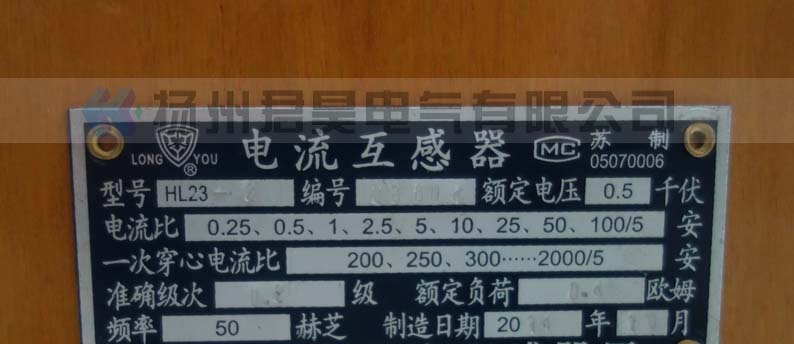 扬州君昊电气有限公司
LONG YOU ® 电流互感器 MC 苏制 05070006
型号 HL23- 编号 额定电压 0.5 千伏
电流比 0.25、0.5、1、2.5、5、10、25、50、100/5 安
一次穿心电流比 200、250、300……2000/5 安
准确级次 级 额定负荷 欧姆
频率 50 赫芝 制造日期 20 年 月